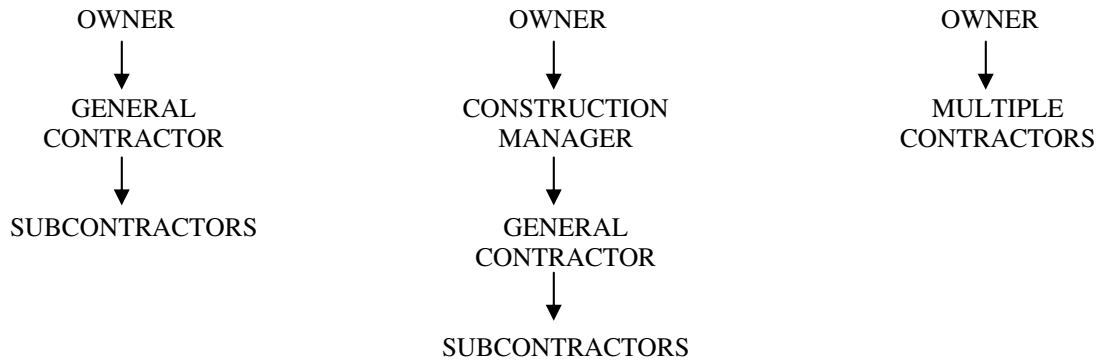 OWNER
GENERAL
CONTRACTOR
SUBCONTRACTORS
OWNER
CONSTRUCTION
MANAGER
GENERAL
CONTRACTOR
SUBCONTRACTORS
OWNER
MULTIPLE
CONTRACTORS